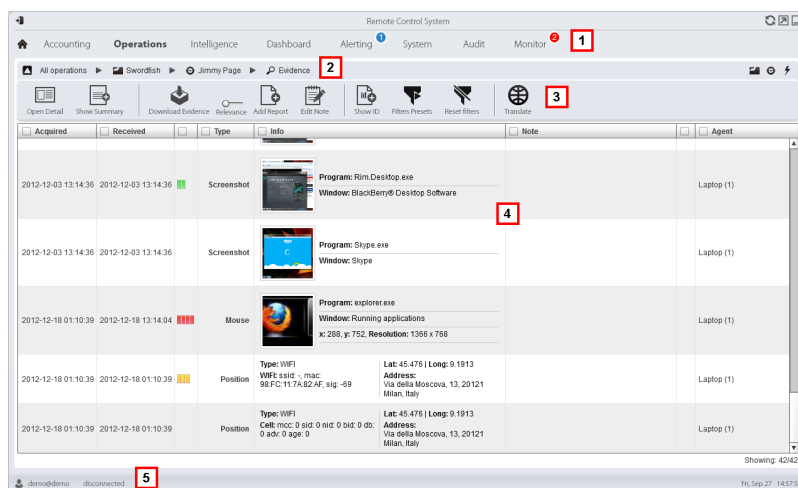 Remote Control System
Accounting Operations Intelligence Dashboard Alerting 1 System Audit Monitor 2 1
All operations Swordfish Jimmy Page Evidence 2
Open Detail Show Summary Download Evidence Relevance Add Report Edit Note Show ID Filters Presets Reset filters Translate 3
Acquired Received Type Info Note Agent
2012-12-03 13:14:36 2012-12-03 13:14:36 Screenshot Program: Rim.Desktop.exe Laptop (1)
Window: BlackBerry® Desktop Software
4
2012-12-03 13:14:36 2012-12-03 13:14:36 Screenshot Program: Skype.exe Laptop (1)
Window: Skype
Program: explorer.exe
2012-12-18 01:10:39 2012-12-18 13:14:04 Mouse Window: Running applications Laptop (1)
x: 288, y: 752, Resolution: 1366 x 768
Type: WIFI Lat: 45.476 | Long: 9.1913
2012-12-18 01:10:39 2012-12-18 01:10:39 Position WIFI: ssid: -, mac: Address: Laptop (1)
98:FC:11:7A:82:AF, sig: -69 Via della Moscova, 13, 20121
Milan, Italy
Type: WIFI Lat: 45.476 | Long: 9.1913
2012-12-18 01:10:39 2012-12-18 01:10:39 Position Cell: mcc: 0 sid: 0 nid: 0 bid: 0 db: Address: Laptop (1)
0 adv: 0 age: 0 Via della Moscova, 13, 20121
Milan, Italy
Showing: 42/42
demo@demo disconnected 5 Fri, Sep 27 14:57:5